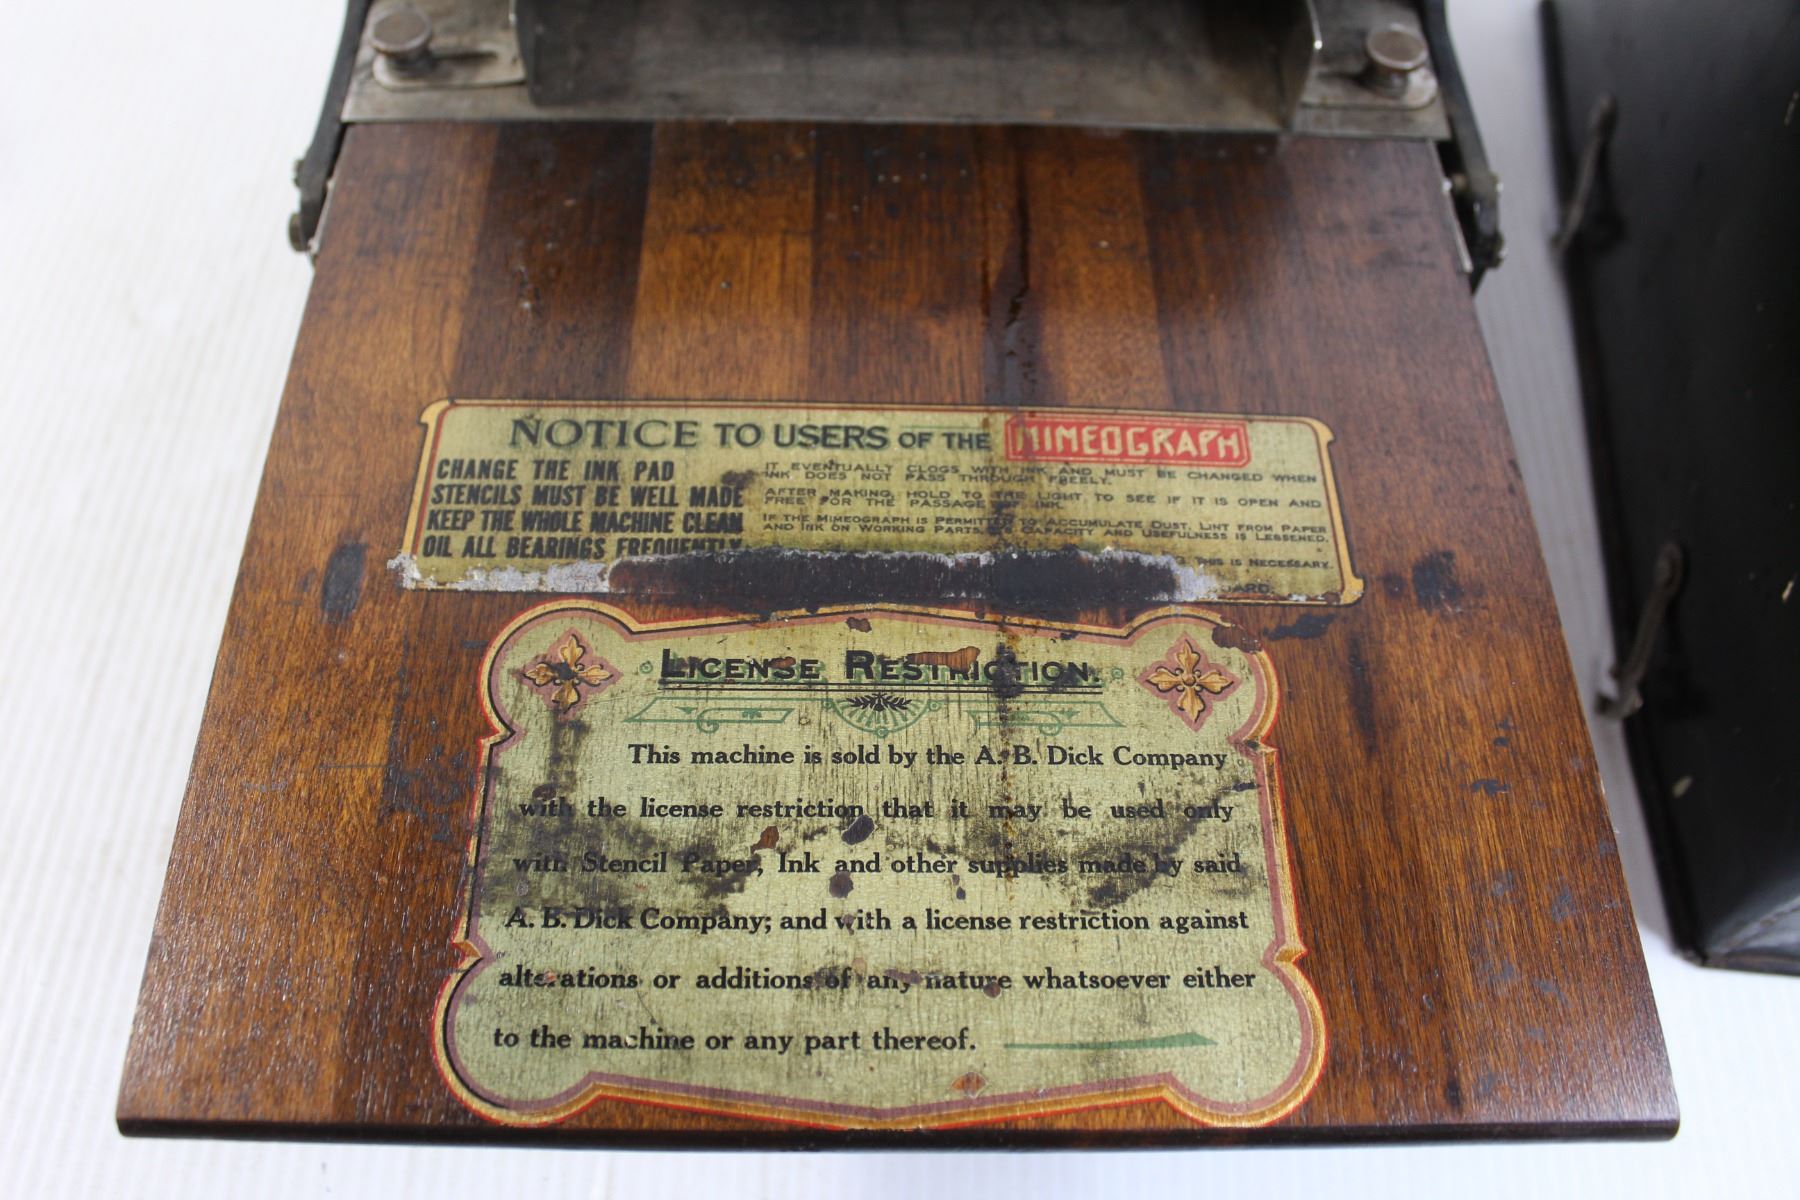 NOTICE TO USERS OF THE MIMEOGRAPH
CHANGE THE INK PAD
IT EVENTUALLY CLOGS WITH INK AND MUST BE CHANGED WHEN
INK DOES NOT PASS THROUGH FREELY.
STENCILS MUST BE WELL MADE
AFTER MAKING, HOLD TO THE LIGHT TO SEE IF IT IS OPEN AND
FREE FOR THE PASSAGE OF INK.
KEEP THE WHOLE MACHINE CLEAN
IF THE MIMEOGRAPH IS PERMITTED TO ACCUMULATE DUST, LINT FROM PAPER
AND INK ON WORKING PARTS, ITS CAPACITY AND USEFULNESS IS LESSENED.
OIL ALL BEARINGS FREQUENTLY
THIS IS NECESSARY.
LICENSE RESTRICTION.
This machine is sold by the A. B. Dick Company
with the license restriction that it may be used only
with Stencil Paper, Ink and other supplies made by said
A. B. Dick Company; and with a license restriction against
alterations or additions of any nature whatsoever either
to the machine or any part thereof.